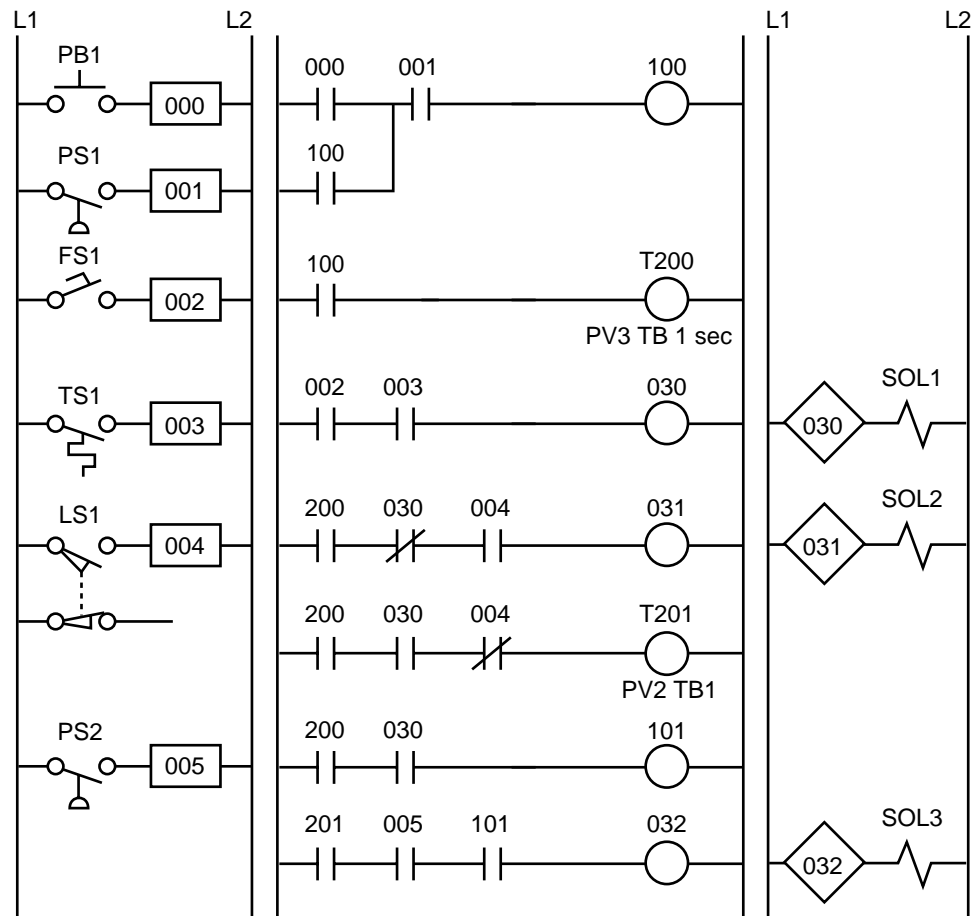 L1 L2 L1 L2
PB1
000 001 100
000
PS1
100
001
FS1
100 T200
002
PV3 TB 1 sec
TS1
002 003 030 SOL1
003 030
LS1
200 030 004 031 SOL2
004 031
200 030 004 T201
PV2 TB1
PS2
200 030 101
005
201 005 101 032 SOL3
032